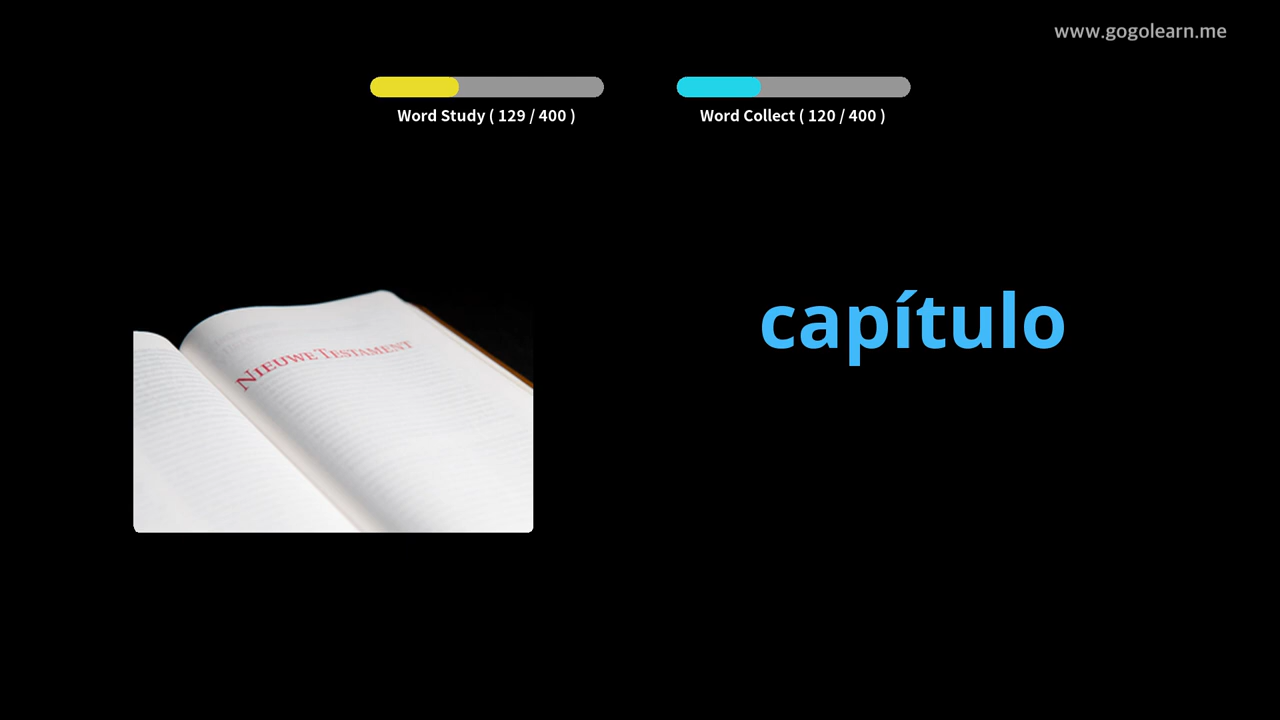 www.gogolearn.me
Word Study ( 129 / 400 )
Word Collect ( 120 / 400 )
NIEUWE TESTAMENT
capítulo